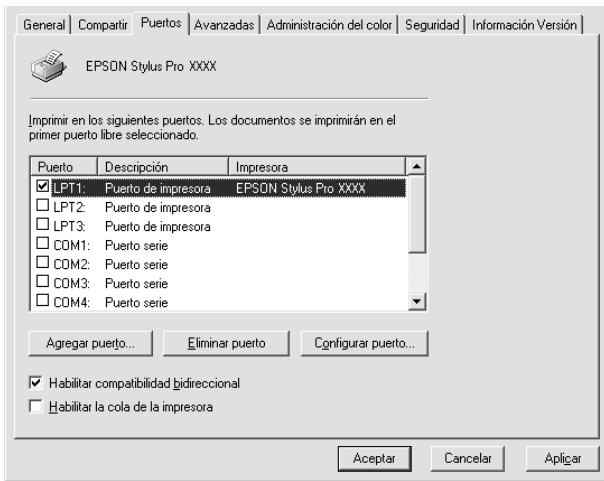 General Compartir Puertos Avanzadas Administración del color Seguridad Información Versión
EPSON Stylus Pro XXXX
Imprimir en los siguientes puertos. Los documentos se imprimirán en el
primer puerto libre seleccionado.
Puerto Descripción Impresora
LPT1: Puerto de impresora EPSON Stylus Pro XXXX
LPT2: Puerto de impresora
LPT3: Puerto de impresora
COM1: Puerto serie
COM2: Puerto serie
COM3: Puerto serie
COM4: Puerto serie
Agregar puerto... Eliminar puerto Configurar puerto...
Habilitar compatibilidad bidireccional
Habilitar la cola de la impresora
Aceptar Cancelar Aplicar